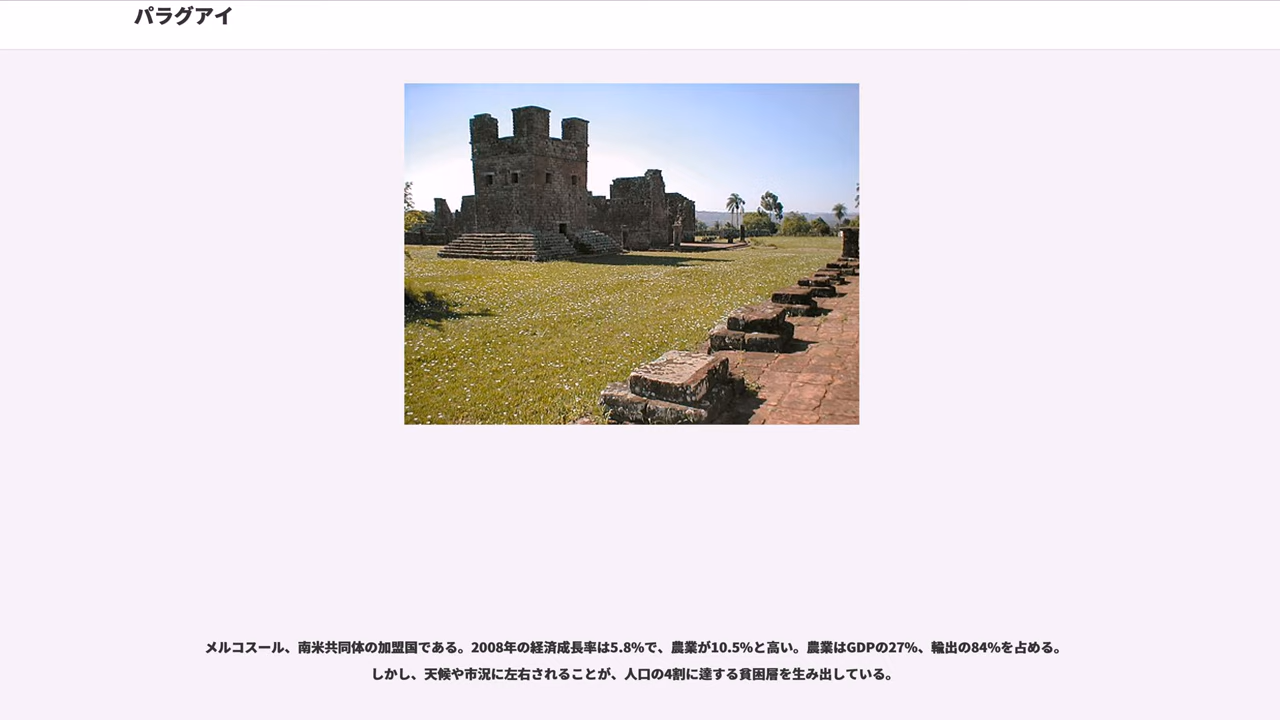 パラグアイ
メルコスール、南米共同体の加盟国である。2008年の経済成長率は5.8%で、農業が10.5%と高い。農業はGDPの27%、輸出の84%を占める。
しかし、天候や市況に左右されることが、人口の4割に達する貧困層を生み出している。